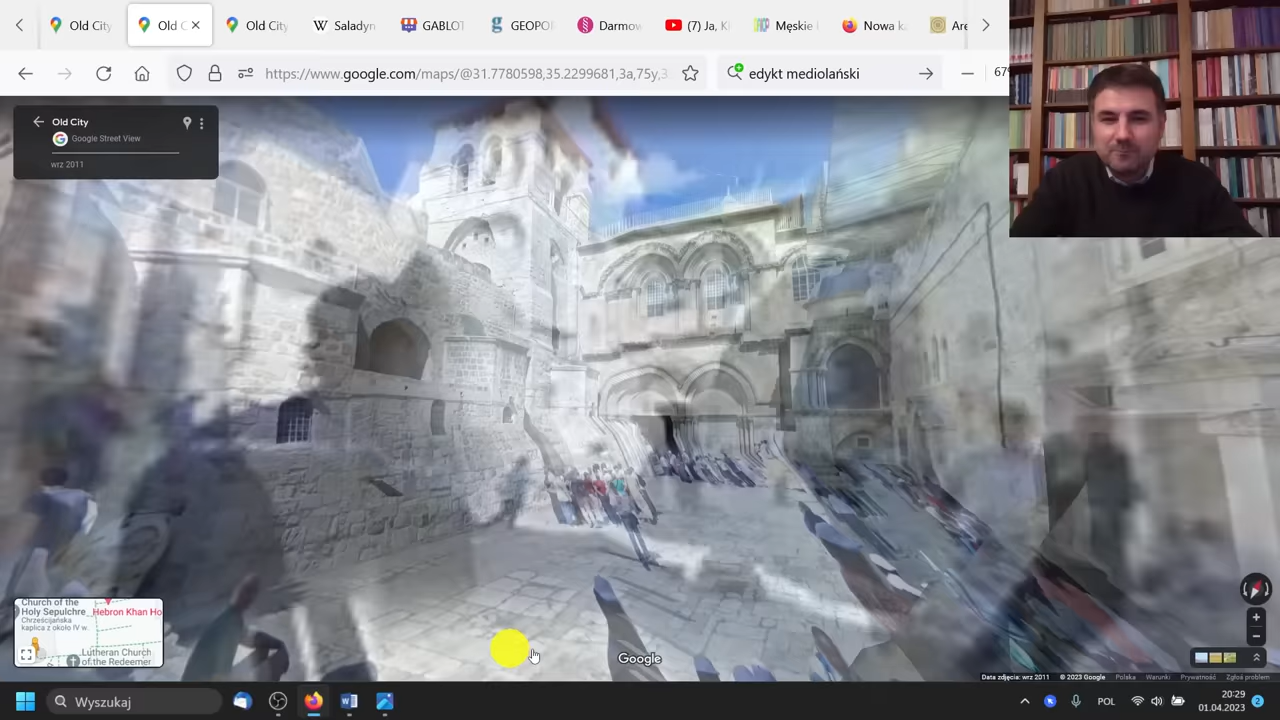 Old City
Old C
Old City
Saladyn
GABLOT
GEOPOI
Darmow
(7) Ja, K
Męskie
Nowa k
Are
https://www.google.com/maps/@31.7780598,35.2299681,3a,75y,3
edykt mediolański
67%
Old City
Google Street View
wrz 2011
Church of the
Holy Sepulchre
Hebron Khan Ho
Chrześcijańska
kaplica z około IV w.
Lutheran Church
of the Redeemer
Google
Data zdjęcia: wrz 2011 © 2023 Google Polska Warunki Prywatność Zgłoś problem
Wyszukaj
POL
20:29
01.04.2023
2